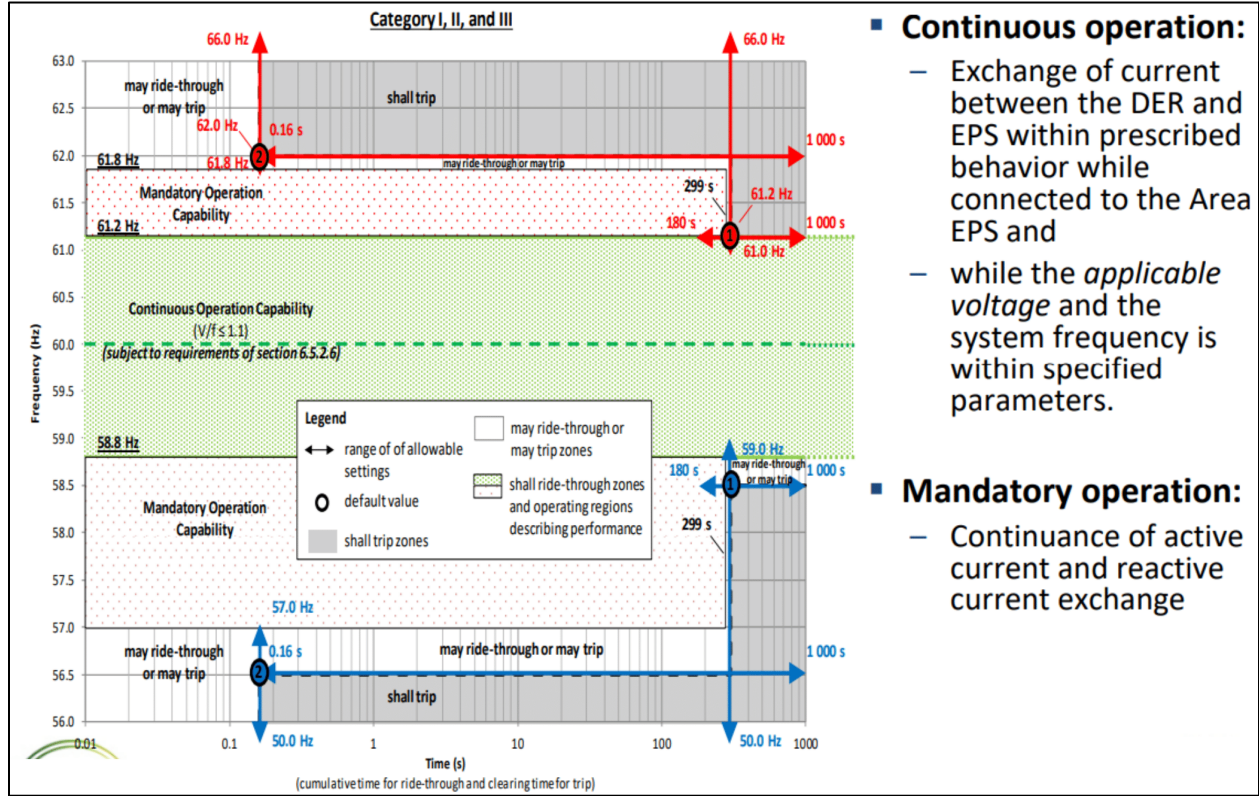 Category I, II, and III
66.0 Hz
66.0 Hz
63.0
may ride-through
or may trip
shall trip
62.5
62.0 Hz
0.16 s
1 000 s
62.0
2
61.8 Hz
61.8 Hz
may ride-through or may trip
Mandatory Operation
Capability
299 s
61.2 Hz
61.5
61.2 Hz
180 s
1
1 000 s
61.0
61.0 Hz
60.5
Continuous Operation Capability
(V/f ≤ 1.1)
60.0
(subject to requirements of section 6.5.2.6)
59.5
59.0
58.8 Hz
58.5
58.0
57.5
57.0
56.5
56.0
Frequency (Hz)
Legend
range of of allowable
settings
default value
shall trip zones
may ride-through or
may trip zones
shall ride-through zones
and operating regions
describing performance
59.0 Hz
may ride-through
or may trip
180 s
1
1 000 s
299 s
Mandatory Operation
Capability
57.0 Hz
may ride-through
or may trip
0.16 s
may ride-through or may trip
1 000 s
2
shall trip
50.0 Hz
50.0 Hz
0.01
0.1
1
10
100
1000
Time (s)
(cumulative time for ride-through and clearing time for trip)
▪ Continuous operation:
– Exchange of current
between the DER and
EPS within prescribed
behavior while
connected to the Area
EPS and
– while the applicable
voltage and the
system frequency is
within specified
parameters.
▪ Mandatory operation:
– Continuance of active
current and reactive
current exchange